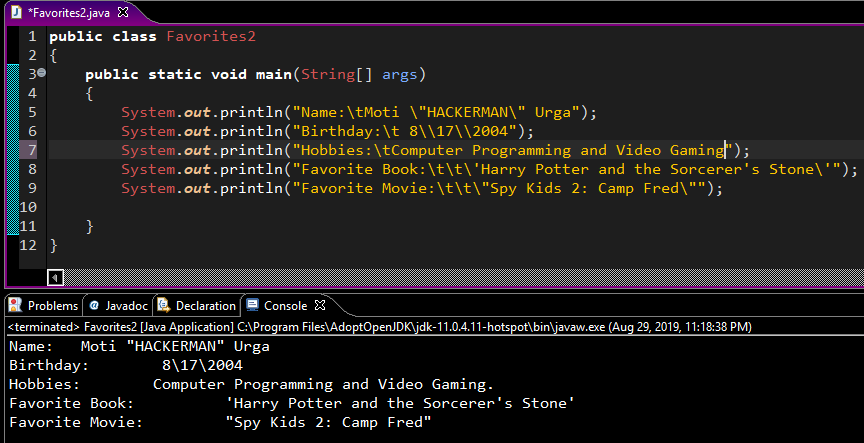 *Favorites2.java
1 public class Favorites2
2 {
3 public static void main(String[] args)
4 {
5 System.out.println("Name:\tMoti \"HACKERMAN\" Urga");
6 System.out.println("Birthday:\t 8\\17\\2004");
7 System.out.println("Hobbies:\tComputer Programming and Video Gaming");
8 System.out.println("Favorite Book:\t\t\'Harry Potter and the Sorcerer's Stone\'");
9 System.out.println("Favorite Movie:\t\t\"Spy Kids 2: Camp Fred\"");
10
11 }
12 }
Problems Javadoc Declaration Console
<terminated> Favorites2 [Java Application] C:\Program Files\AdoptOpenJDK\jdk-11.0.4.11-hotspot\bin\javaw.exe (Aug 29, 2019, 11:18:38 PM)
Name: Moti "HACKERMAN" Urga
Birthday: 8\17\2004
Hobbies: Computer Programming and Video Gaming.
Favorite Book: 'Harry Potter and the Sorcerer's Stone'
Favorite Movie: "Spy Kids 2: Camp Fred"